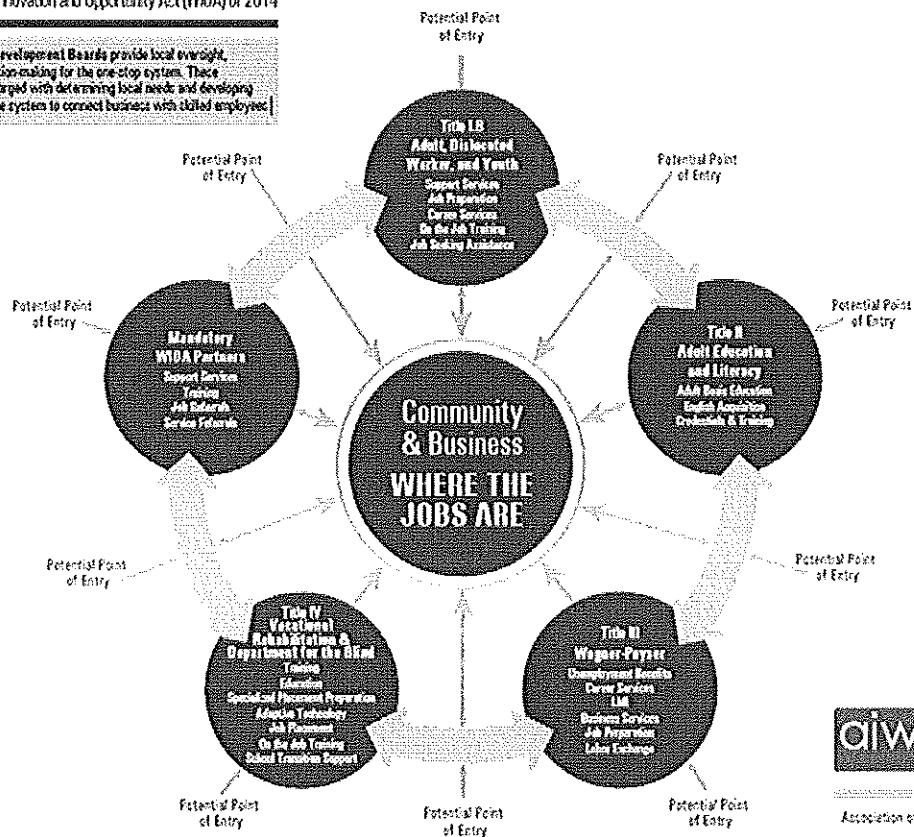 Innovation and Opportunity Act (WIOA) of 2014
Development Boards provide local oversight,
decision-making for the one-stop system. These
charged with determining local needs and developing
system to connect business with skilled employees
Potential Point
of Entry
Title I.B
Adult, Dislocated
Worker, and Youth
Support Services
Job Preparation
Career Services
On the Job Training
Job Seeking Assistance
Potential Point
of Entry
Potential Point
of Entry
Potential Point
of Entry
Mandatory
WIOA Partners
Support Services
Training
Job Referrals
Service Referrals
Title II
Adult Education
and Literacy
Adult Basic Education
English Acquisition
Credentials & Training
Potential Point
of Entry
Community
& Business
WHERE THE
JOBS ARE
Potential Point
of Entry
Potential Point
of Entry
Title IV
Vocational
Rehabilitation &
Department for the Blind
Training
Education
Specialized Placement Preparation
Adaptive Technology
Job Placement
On the Job Training
School Transition Support
Title III
Wagner-Peyser
Unemployment Benefits
Career Services
LMI
Business Services
Job Preparation
Labor Exchange
Potential Point
of Entry
Potential Point
of Entry
Potential Point
of Entry
aiw
Association o